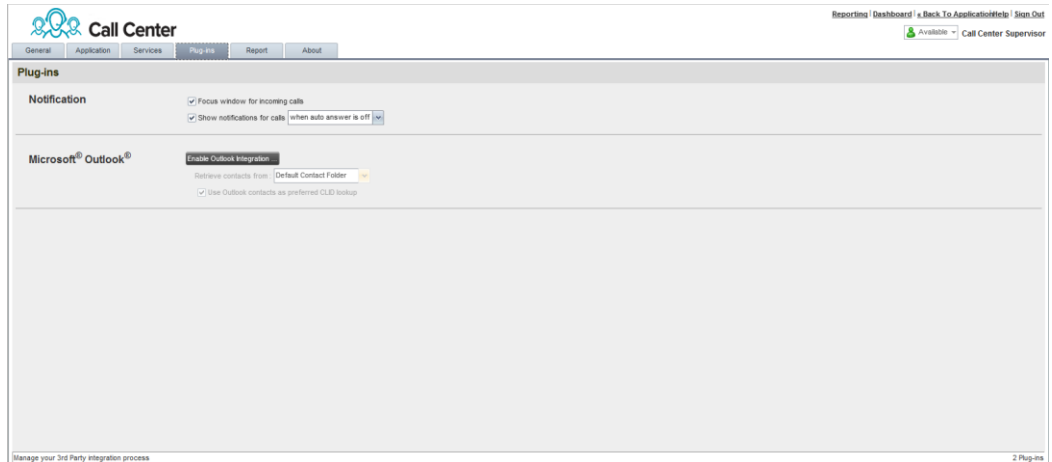 Reporting | Dashboard | « Back To Application Help | Sign Out
Call Center
Available Call Center Supervisor
General Application Services Plug-ins Report About
Plug-ins
Notification
Focus window for incoming calls
Show notifications for calls when auto answer is off
Microsoft® Outlook®
Enable Outlook Integration ...
Retrieve contacts from: Default Contact Folder
Use Outlook contacts as preferred CLID lookup
Manage your 3rd Party integration process 2 Plug-ins